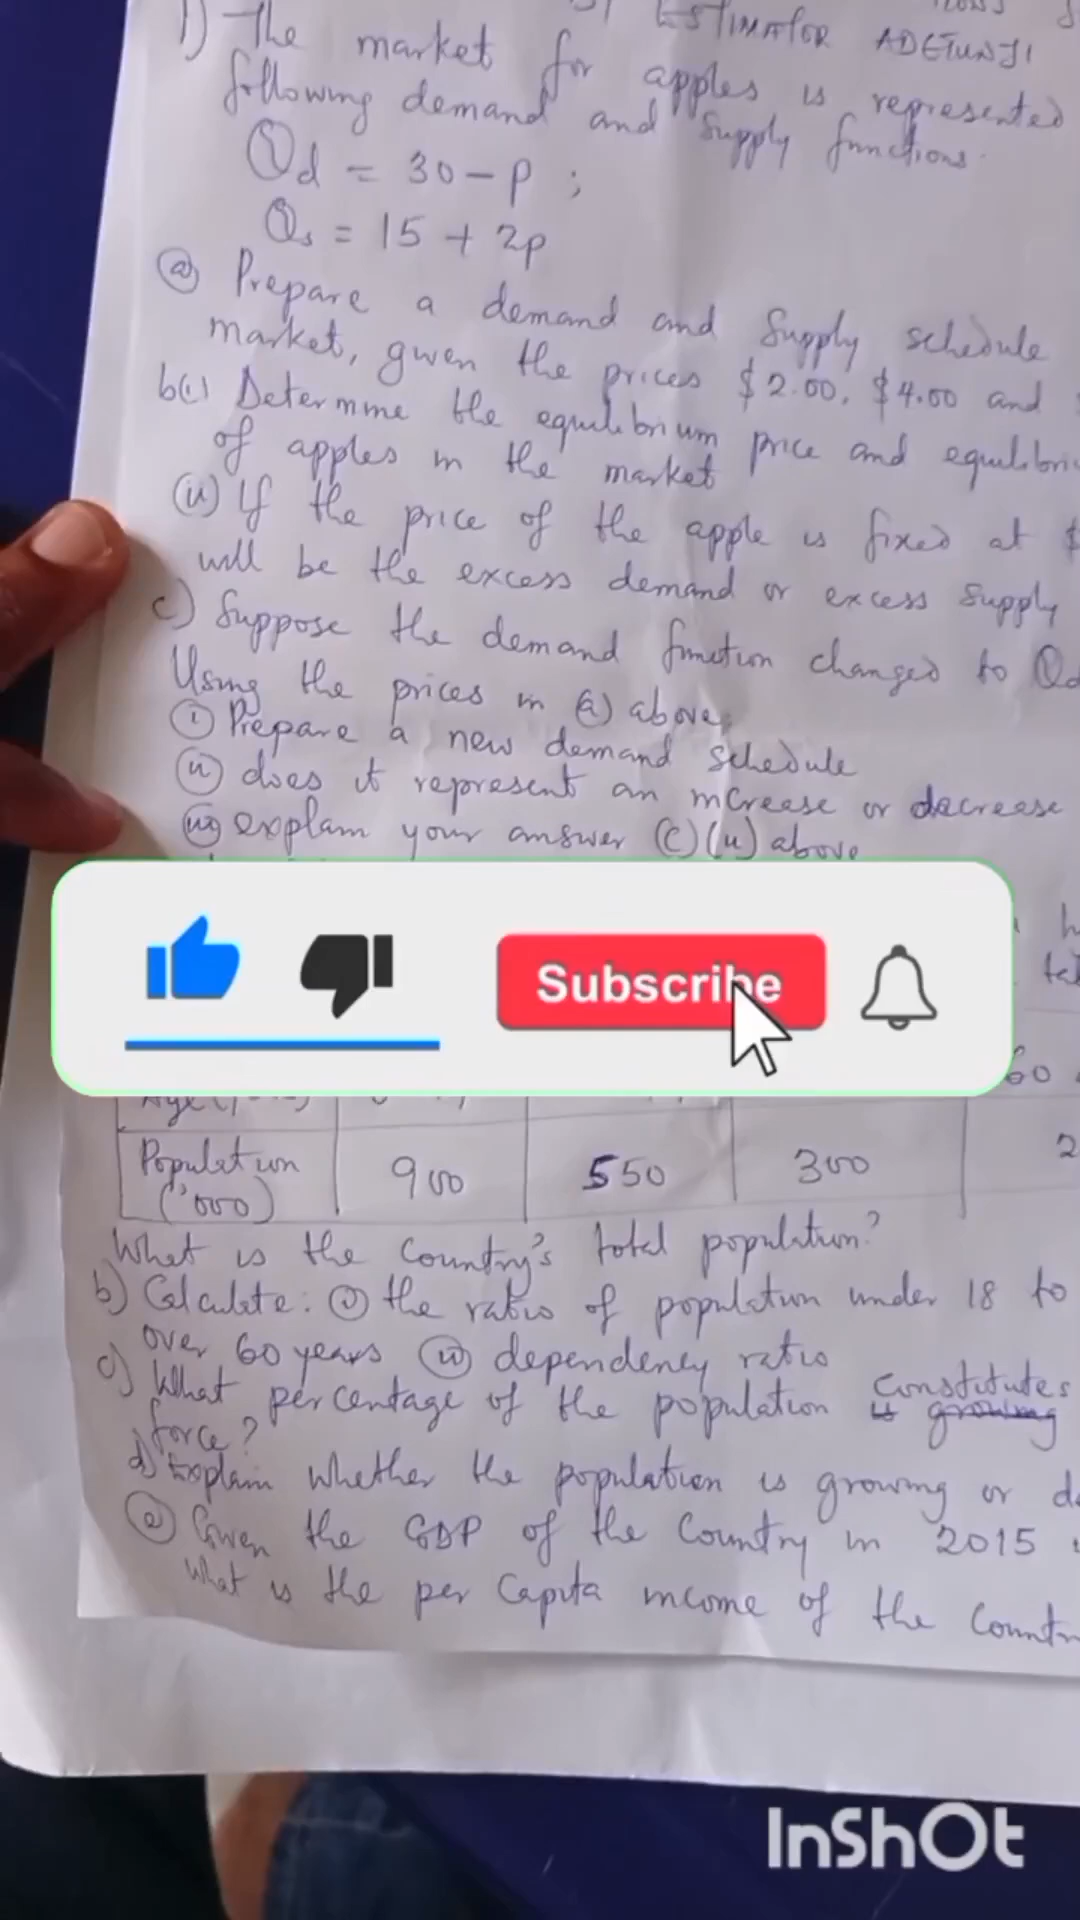 ESTIMATOR ADETUNJI
1) The market for apples is represented
following demand and supply functions.
Qd = 30 - p ;
Qs = 15 + 2p
(a) Prepare a demand and supply schedule
market, given the prices $2.00, $4.00 and
b(i) Determine the equilibrium price and equilibri
of apples in the market
(ii) If the price of the apple is fixed at $
will be the excess demand or excess supply
c) Suppose the demand function changed to Qd
Using the prices in (a) above,
(i) Prepare a new demand schedule
(ii) does it represent an increase or decrease
(iii) explain your answer (c)(ii) above
Subscribe
60
Population 900 550 300 2
('000)
What is the Country's total population?
b) Calculate: (i) the ratio of population under 18 to
over 60 years (ii) dependency ratio
c) What percentage of the population is growing constitutes
force?
d) Explain whether the population is growing or d
(e) Given the GDP of the Country in 2015
What is the per Capita income of the Countr
InShOt